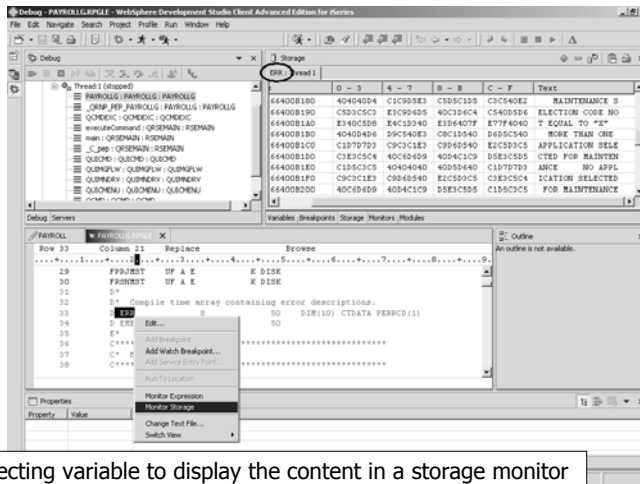 Debug - PAYROLLG.RPGLE - WebSphere Development Studio Client Advanced Edition for iSeries
File Edit Navigate Search Project Profile Run Window Help
Debug
Thread:1 (stopped)
PAYROLLG : PAYROLLG : PAYROLLG
_QRNP_PEP_PAYROLLG : PAYROLLG : PAYROLLG
QCMDEXC : QCMDEXC : QCMDEXC
executeCommand : QRSEMAIN : RSEMAIN
main : QRSEMAIN : RSEMAIN
_C_pep : QRSEMAIN : RSEMAIN
QUICMD : QUICMD : QUICMD
QUIMGFLW : QUIMGFLW : QUIMGFLW
QUIMNDRV : QUIMNDRV : QUIMNDRV
QUICMENU : QUICMENU : QUICMENU
Debug Servers
Storage
ERR : Thread 1
0 - 3 4 - 7 8 - B C - F Text
66400B180 404040D4 C1C9D5E3 C5D5C1D5 C3C540E2 MAINTENANCE S
66400B190 C5D3C5C3 E3C9D6D5 40C3D6C4 C540D5D6 ELECTION CODE NO
66400B1A0 E340C5D8 E4C1D340 E3D6407F E77F4040 T EQUAL TO "X"
66400B1B0 4040D4D6 D9C540E3 C8C1D540 D6D5C540 MORE THAN ONE
66400B1C0 C1D7D7D3 C9C3C1E3 C9D6D540 E2C5D3C5 APPLICATION SELE
66400B1D0 C3E3C5C4 40C6D6D9 40D4C1C9 D5E3C5D5 CTED FOR MAINTEN
66400B1E0 C1D5C3C5 40404040 40D5D640 C1D7D7D3 ANCE NO APPL
66400B1F0 C9C3C1E3 C9D6D540 E2C5D3C5 C3E3C5C4 ICATION SELECTED
66400B200 40C6D6D9 40D4C1C9 D5E3C5D5 C1D5C3C5 FOR MAINTENANCE
Variables Breakpoints Storage Monitors Modules
PAYROLL PAYROLLG.RPGLE
Row 33 Column 21 Replace Browse
29 FPRJMST UF A E K DISK
30 FRSNMST UF A E K DISK
31 D*
32 D* Compile time array containing error descriptions.
33 D ERR S 50 DIM(10) CTDATA PERRCD(1)
34 D EMP 50
35 E*
36 C****
37 C*
38 C****
Edit...
Add Breakpoint
Add Watch Breakpoint...
Add Service Entry Point...
Run To Location
Monitor Expression
Monitor Storage
Change Text File...
Switch View
Outline
An outline is not available.
Properties
Property Value
ecting variable to display the content in a storage monitor